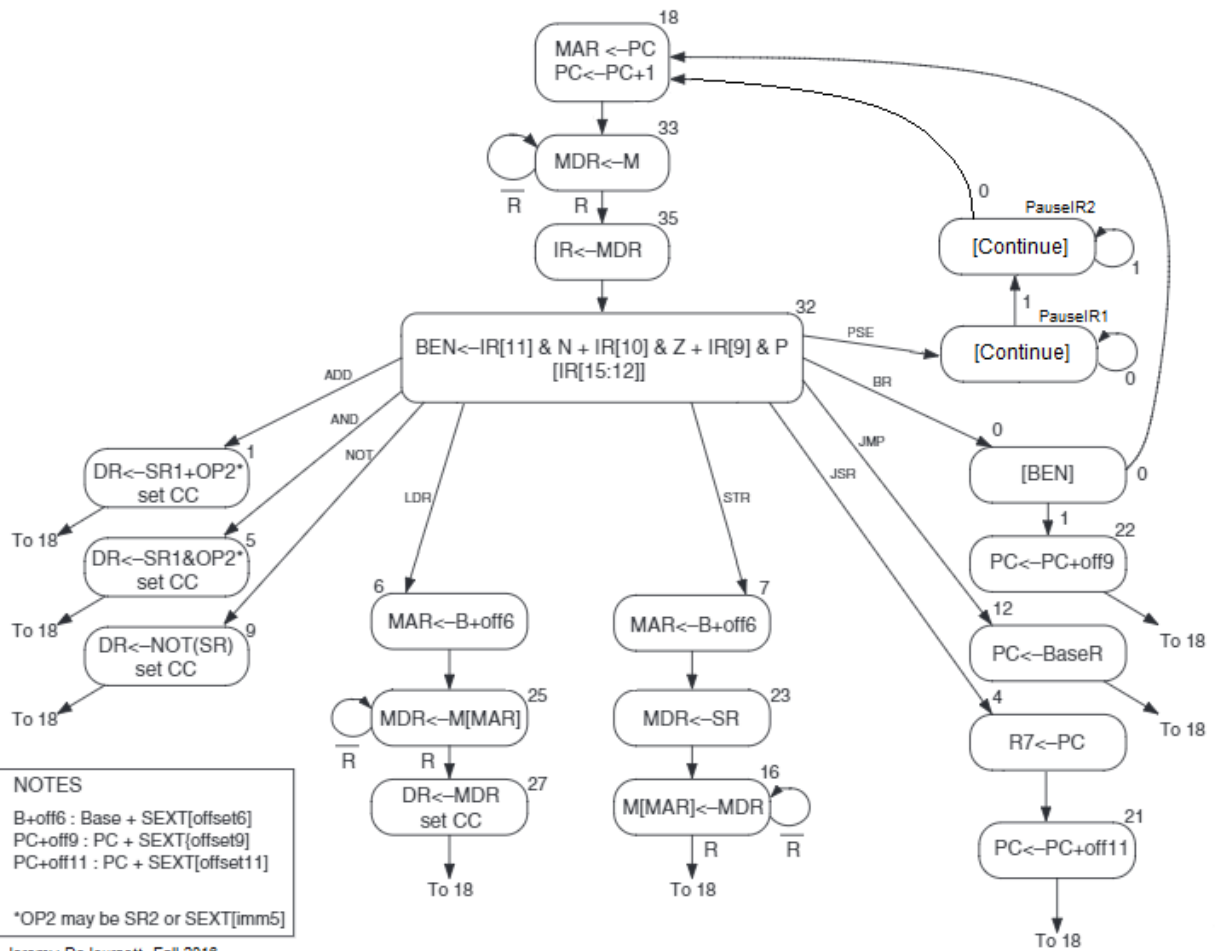 18
MAR <–PC
PC<–PC+1
33
MDR<–M
R
R
35
IR<–MDR
0
PauseIR2
[Continue]
1
1
PauseIR1
[Continue]
0
32
BEN<–IR[11] & N + IR[10] & Z + IR[9] & P
[IR[15:12]]
PSE
BR
JMP
JSR
ADD
AND
NOT
LDR
STR
1
DR<–SR1+OP2*
set CC
To 18
5
DR<–SR1&OP2*
set CC
To 18
9
DR<–NOT(SR)
set CC
To 18
6
MAR<–B+off6
25
MDR<–M[MAR]
R
R
27
DR<–MDR
set CC
To 18
7
MAR<–B+off6
23
MDR<–SR
16
M[MAR]<–MDR
R
R
To 18
0
[BEN]
0
1
22
PC<–PC+off9
To 18
12
PC<–BaseR
To 18
4
R7<–PC
21
PC<–PC+off11
To 18
NOTES
B+off6 : Base + SEXT[offset6]
PC+off9 : PC + SEXT{offset9]
PC+off11 : PC + SEXT[offset11]
*OP2 may be SR2 or SEXT[imm5]